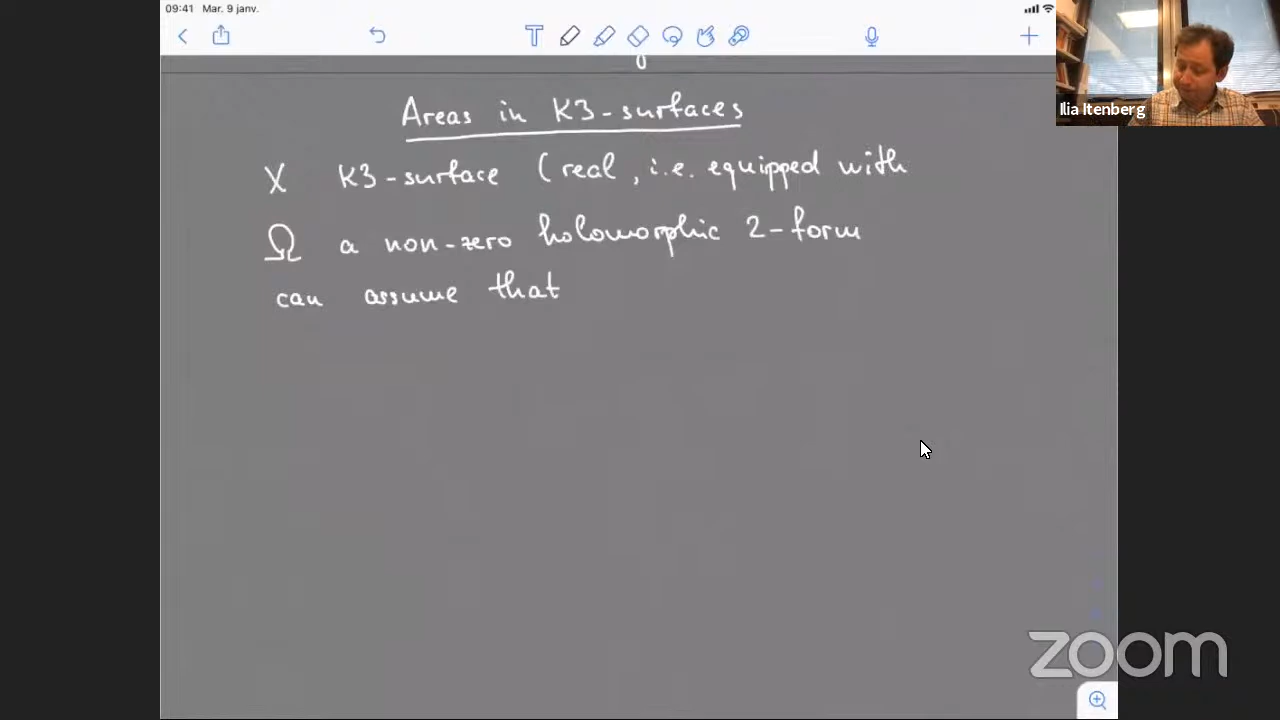 09:41 Mar. 9 janv.
Ilia Itenberg
Areas in K3-surfaces
X K3-surface (real, i.e. equipped with
Ω a non-zero holomorphic 2-form
can assume that
zoom